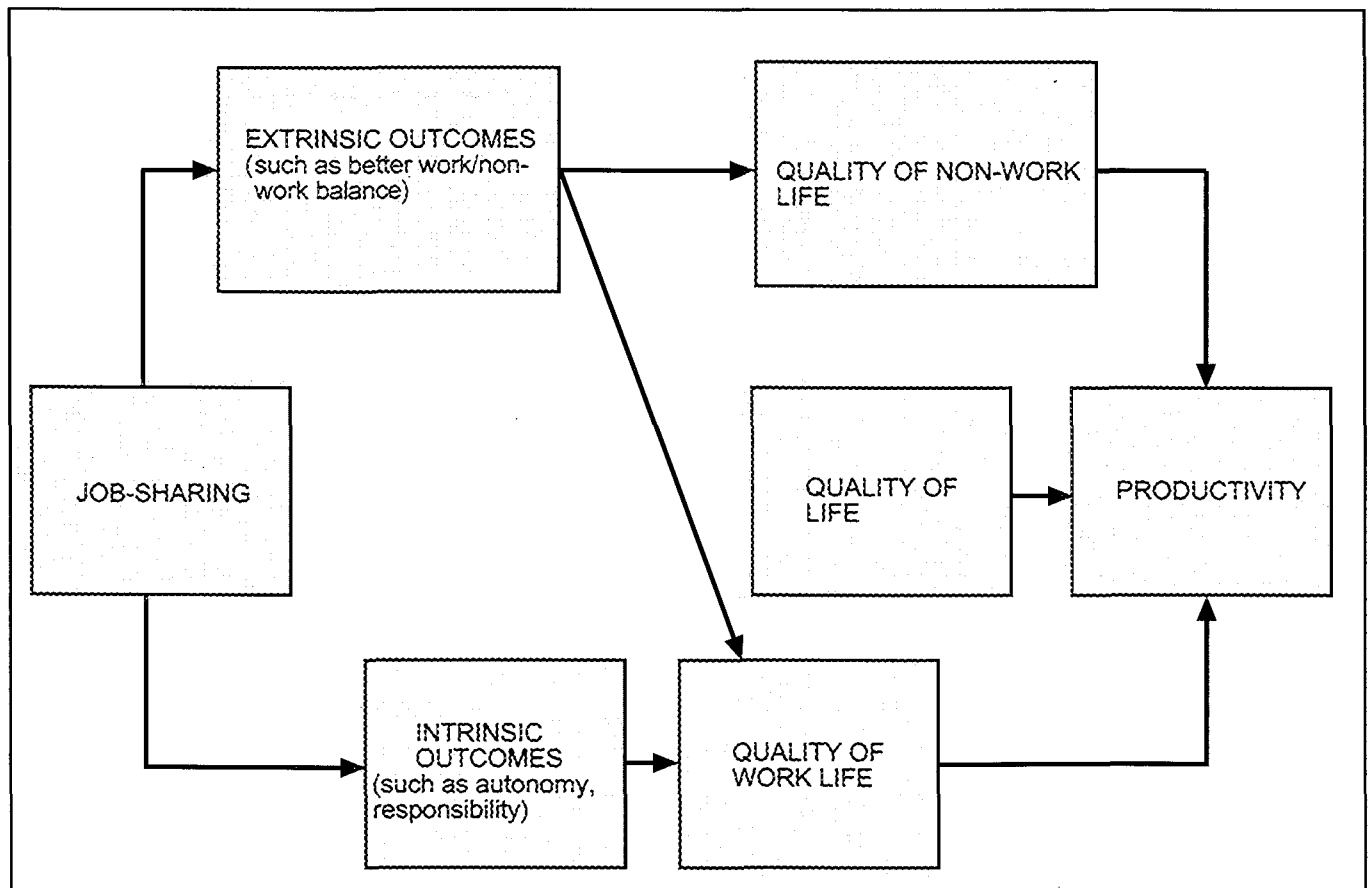 EXTRINSIC OUTCOMES
(such as better work/non-
work balance)
QUALITY OF NON-WORK
LIFE
JOB-SHARING
QUALITY OF
LIFE
PRODUCTIVITY
INTRINSIC
OUTCOMES
(such as autonomy,
responsibility)
QUALITY OF
WORK LIFE